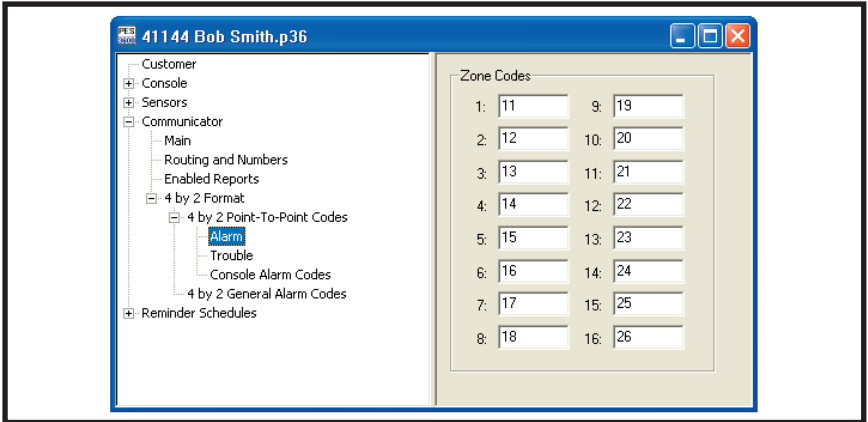 PES
3600
41144 Bob Smith.p36
Customer
Console
Sensors
Communicator
Main
Routing and Numbers
Enabled Reports
4 by 2 Format
4 by 2 Point-To-Point Codes
Alarm
Trouble
Console Alarm Codes
4 by 2 General Alarm Codes
Reminder Schedules
Zone Codes
1: 11 9: 19
2: 12 10: 20
3: 13 11: 21
4: 14 12: 22
5: 15 13: 23
6: 16 14: 24
7: 17 15: 25
8: 18 16: 26